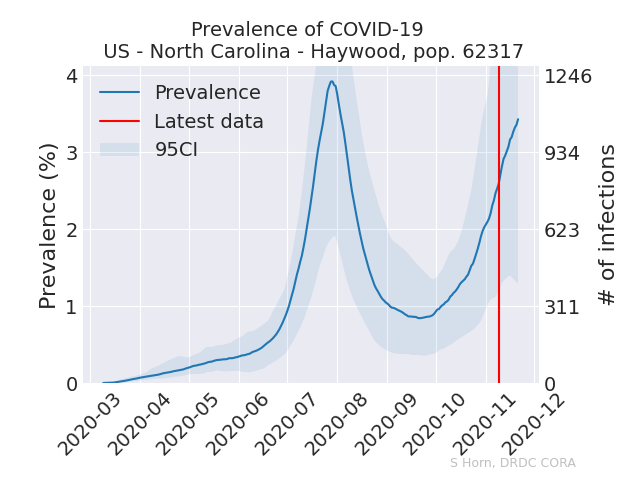 Prevalence of COVID-19
US - North Carolina - Haywood, pop. 62317
Prevalence
Latest data
95CI
Prevalence (%)
4
3
2
1
0
1246
934
623
311
0
# of infections
2020-03
2020-04
2020-05
2020-06
2020-07
2020-08
2020-09
2020-10
2020-11
2020-12
S Horn, DRDC CORA